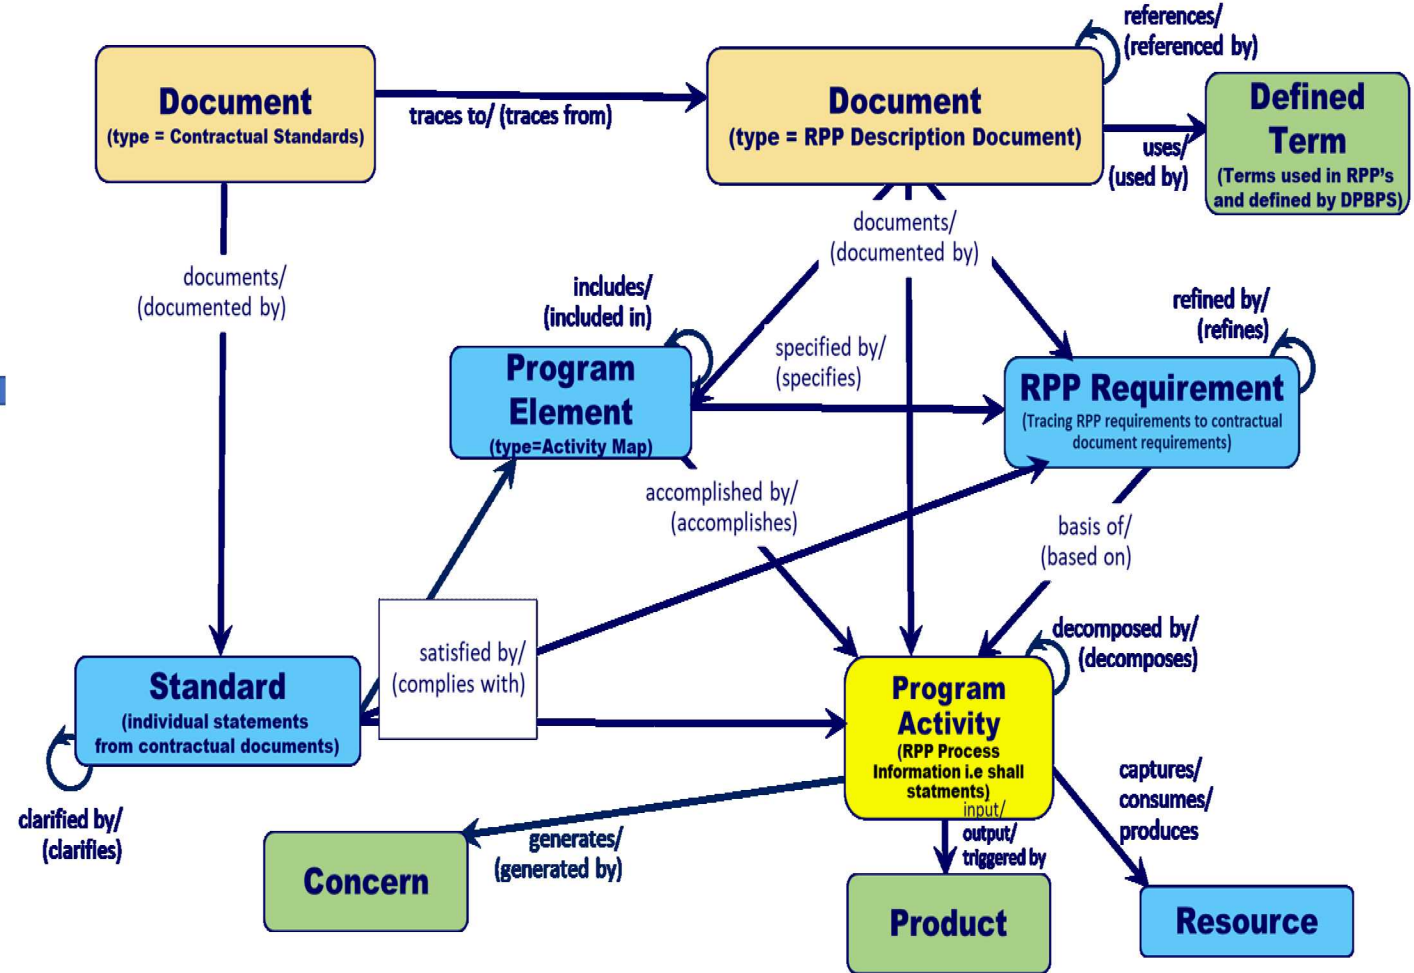 references/
(referenced by)
Document
(type = Contractual Standards)
traces to/ (traces from)
Document
(type = RPP Description Document)
uses/
(used by)
Defined
Term
(Terms used in RPP's
and defined by DPBPS)
documents/
(documented by)
documents/
(documented by)
includes/
(included in)
specified by/
(specifies)
refined by/
(refines)
Program
Element
(type=Activity Map)
RPP Requirement
(Tracing RPP requirements to contractual
document requirements)
accomplished by/
(accomplishes)
basis of/
(based on)
satisfied by/
(complies with)
decomposed by/
(decomposes)
Standard
(individual statements
from contractual documents)
Program
Activity
(RPP Process
Information i.e shall
statments)
clarified by/
(clarifies)
generates/
(generated by)
input/
output/
triggered by
captures/
consumes/
produces
Concern
Product
Resource